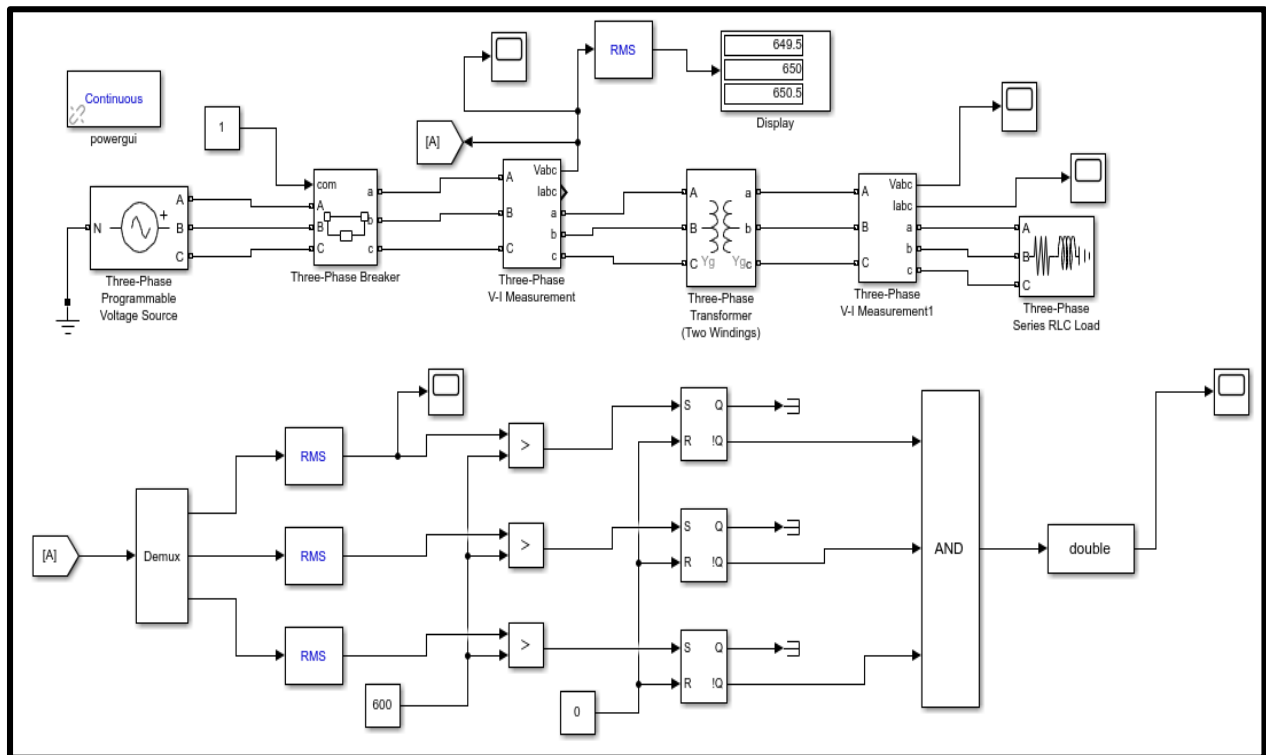 649.5
650
650.5
Display
RMS
Continuous
powergui
1
[A]
com
A
B
C
a
b
c
Three-Phase Breaker
N
A
B
C
+
Three-Phase
Programmable
Voltage Source
A
B
C
Vabc
Iabc
a
b
c
Three-Phase
V-I Measurement
A
B
C
a
b
c
Yg
Yg
Three-Phase
Transformer
(Two Windings)
A
B
C
Vabc
Iabc
a
b
c
Three-Phase
V-I Measurement1
A
B
C
Three-Phase
Series RLC Load
[A]
Demux
RMS
RMS
RMS
>
>
>
600
0
S
R
Q
!Q
S
R
Q
!Q
S
R
Q
!Q
AND
double